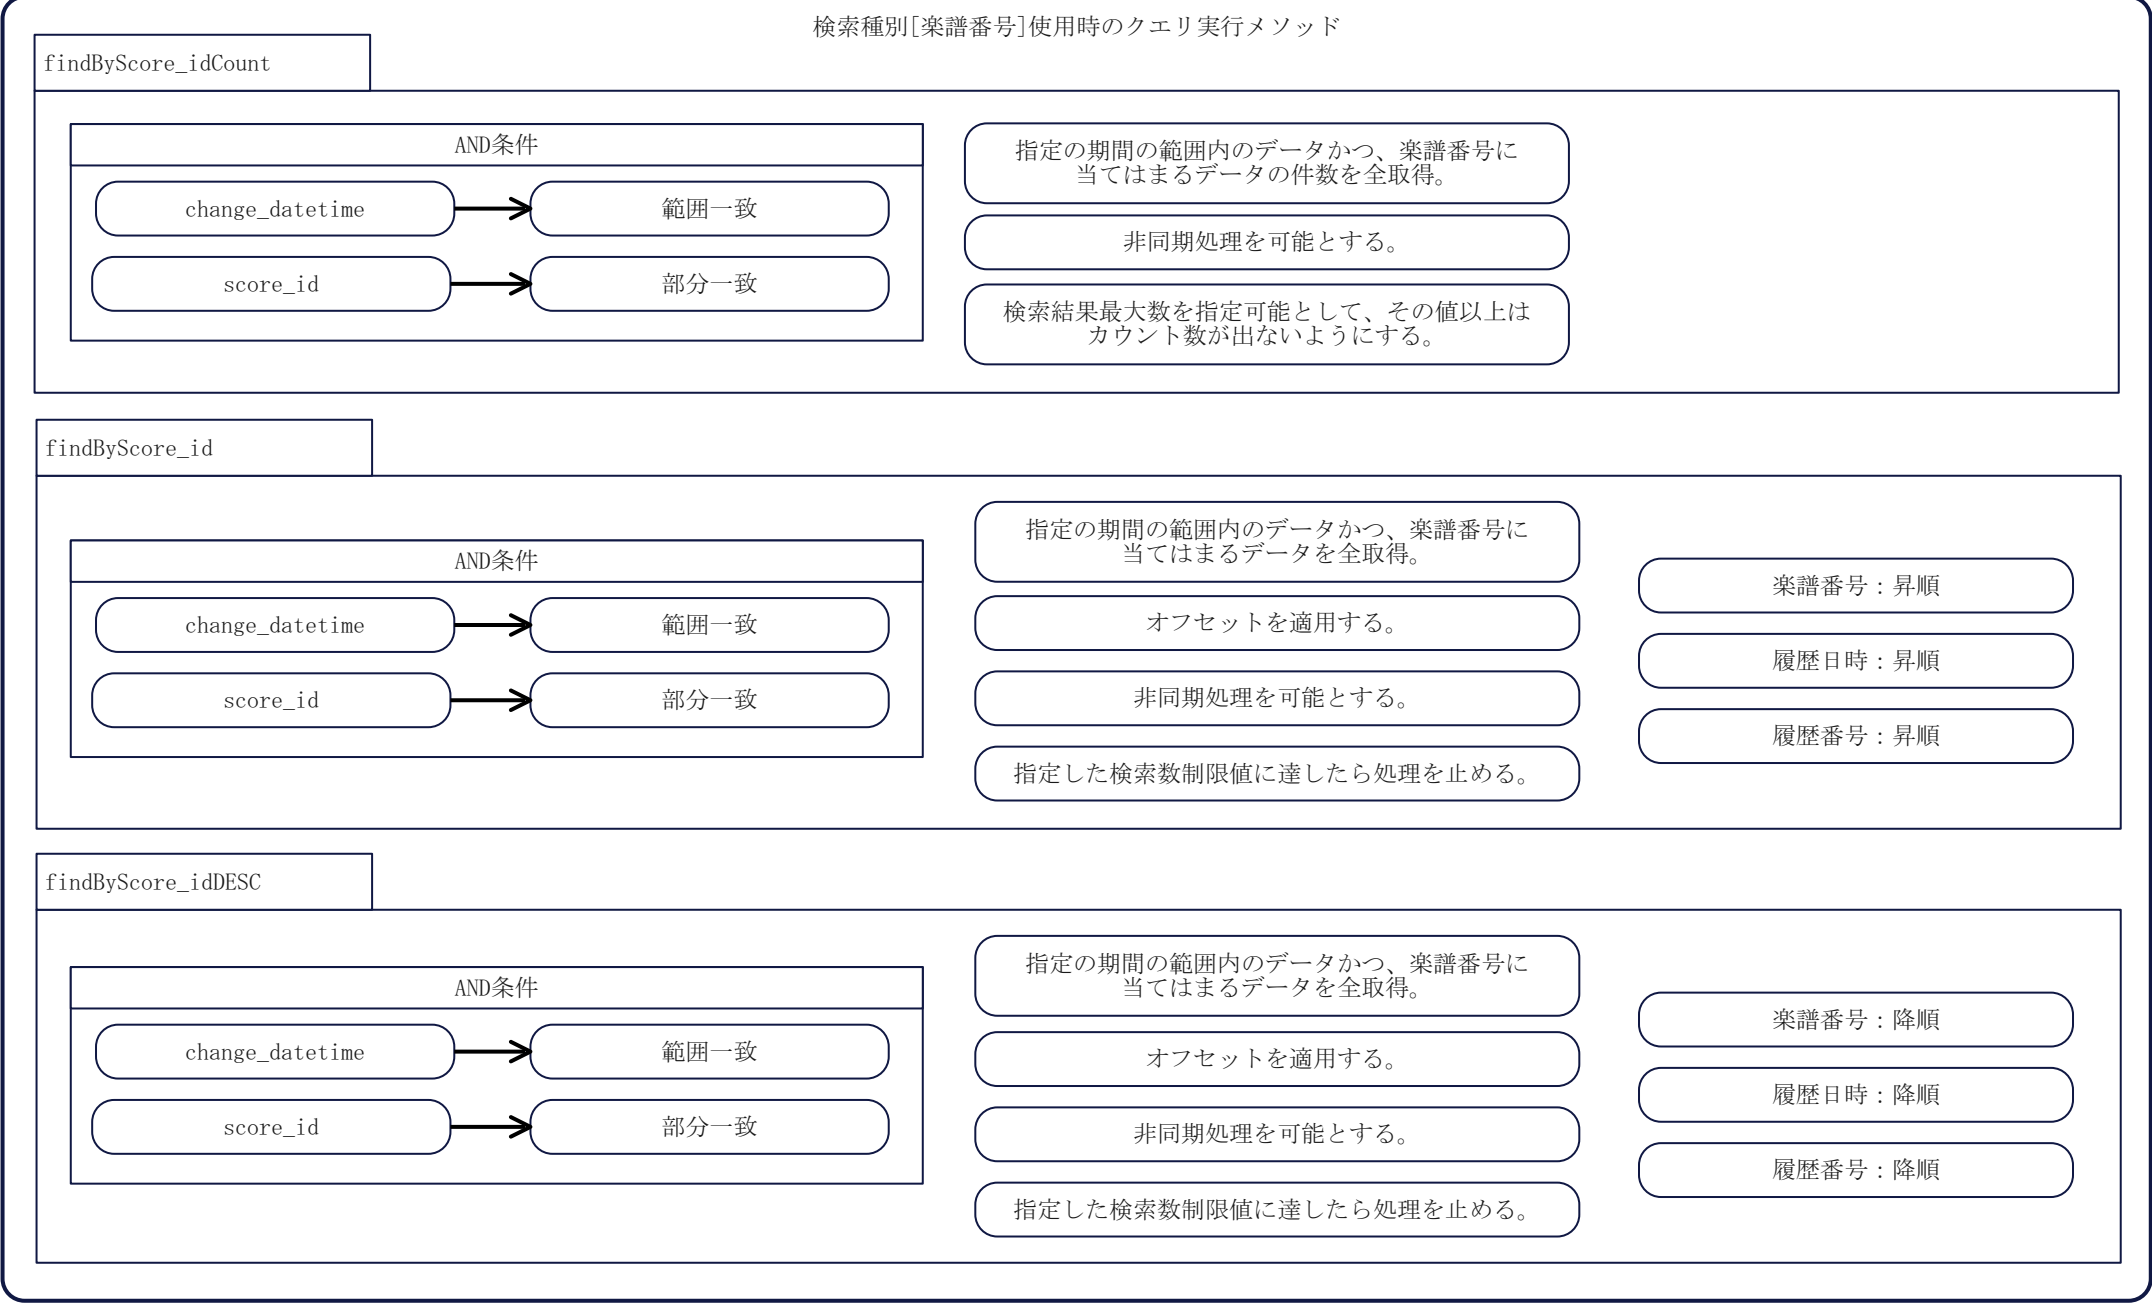 検索種別[楽譜番号]使用時のクエリ実行メソッド
findByScore_idCount
AND条件
change_datetime
範囲一致
score_id
部分一致
指定の期間の範囲内のデータかつ、楽譜番号に
当てはまるデータの件数を全取得。
非同期処理を可能とする。
検索結果最大数を指定可能として、その値以上は
カウント数が出ないようにする。
findByScore_id
AND条件
change_datetime
範囲一致
score_id
部分一致
指定の期間の範囲内のデータかつ、楽譜番号に
当てはまるデータを全取得。
オフセットを適用する。
非同期処理を可能とする。
指定した検索数制限値に達したら処理を止める。
楽譜番号：昇順
履歴日時：昇順
履歴番号：昇順
findByScore_idDESC
AND条件
change_datetime
範囲一致
score_id
部分一致
指定の期間の範囲内のデータかつ、楽譜番号に
当てはまるデータを全取得。
オフセットを適用する。
非同期処理を可能とする。
指定した検索数制限値に達したら処理を止める。
楽譜番号：降順
履歴日時：降順
履歴番号：降順